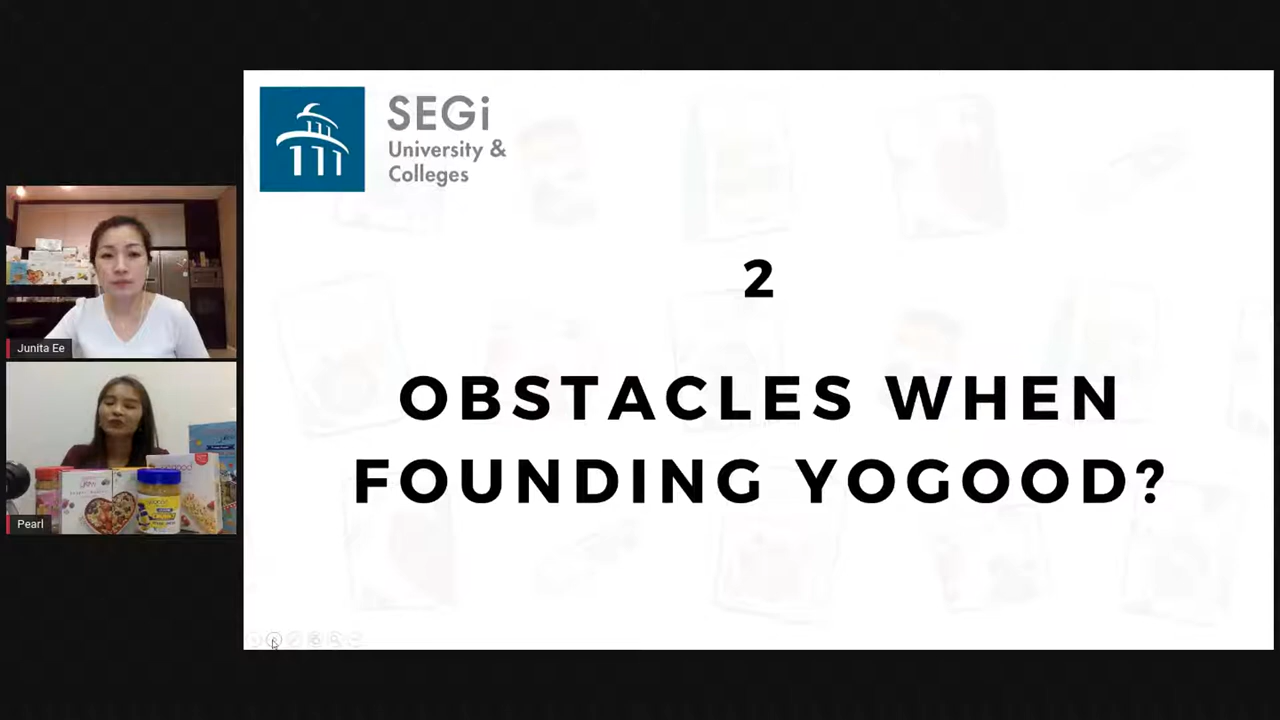 SEGi
University &
Colleges
2
OBSTACLES WHEN
FOUNDING YOGOOD?
Junita Ee
Pearl